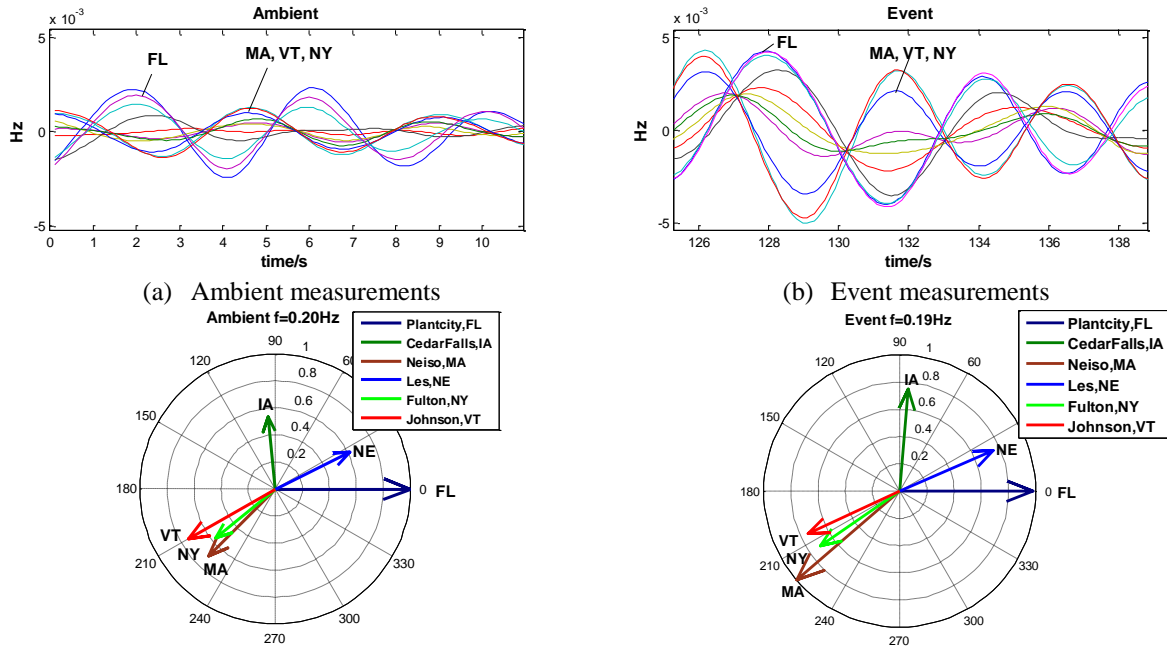 Ambient
x 10-3
5
0
-5
Hz
FL
MA, VT, NY
0 1 2 3 4 5 6 7 8 9 10
time/s
(a) Ambient measurements
Event
x 10-3
5
0
-5
Hz
FL
MA, VT, NY
126 128 130 132 134 136 138
time/s
(b) Event measurements
Ambient f=0.20Hz
Plantcity,FL
CedarFalls,IA
Neiso,MA
Les,NE
Fulton,NY
Johnson,VT
90
60
120
150
180
210
240
270
300
330
0
1
0.8
0.6
0.4
0.2
IA
NE
FL
VT
NY
MA
Event f=0.19Hz
Plantcity,FL
CedarFalls,IA
Neiso,MA
Les,NE
Fulton,NY
Johnson,VT
90
60
120
150
180
210
240
270
300
330
0
1
0.8
0.6
0.4
0.2
IA
NE
FL
VT
NY
MA